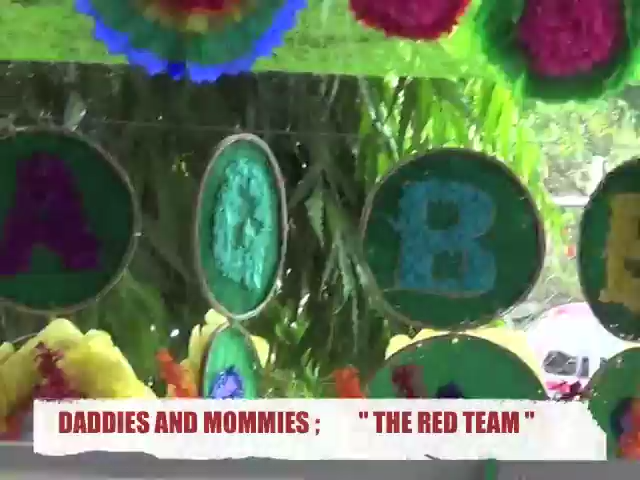 A C B E
DADDIES AND MOMMIES ; " THE RED TEAM "